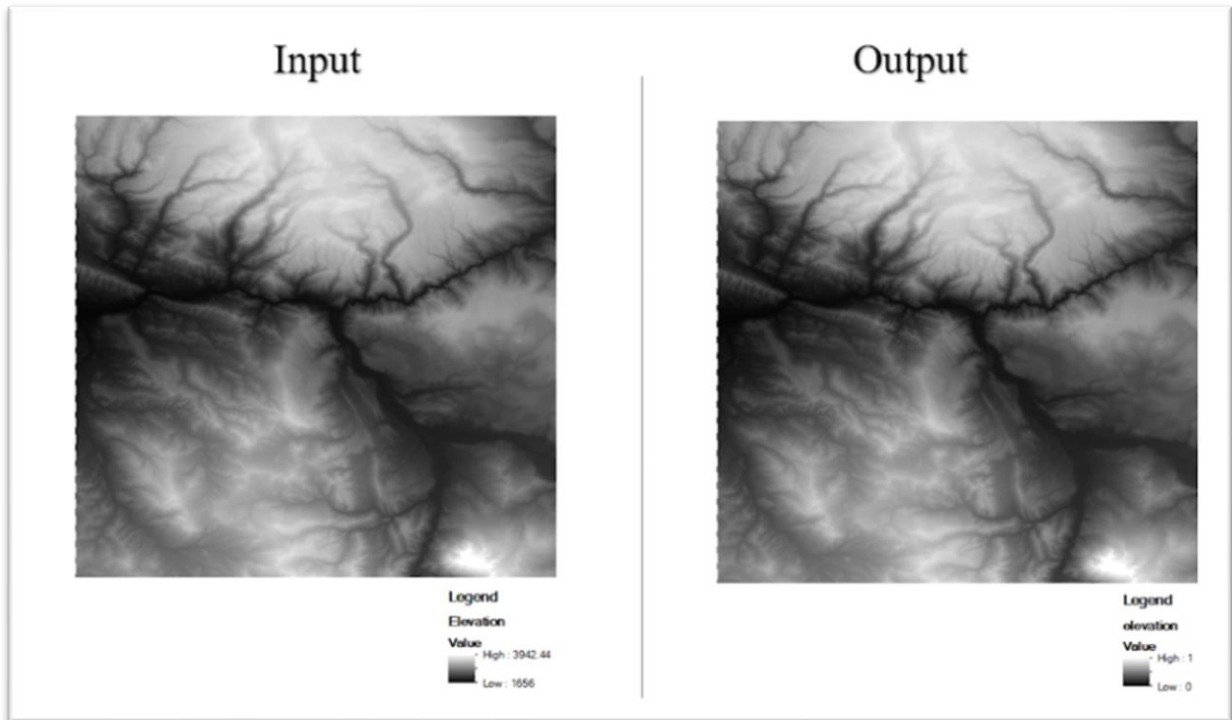 Input
Output
Legend
Elevation
Value
High : 3942.44
Low : 1656
Legend
elevation
Value
High : 1
Low : 0